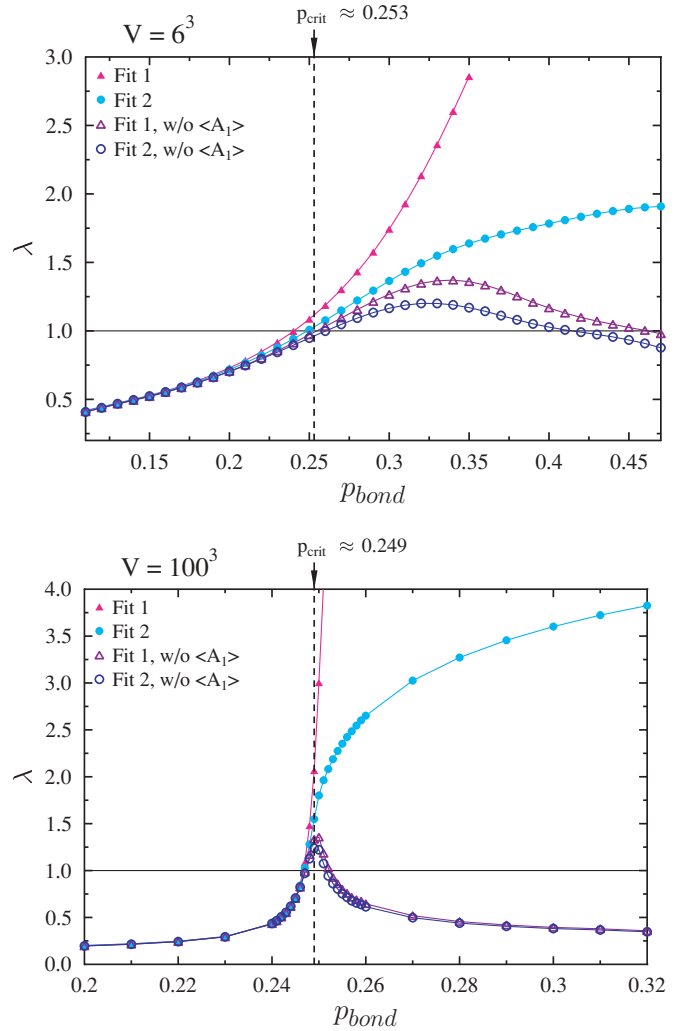 p_crit ≈ 0.253
V = 6³
3.0
2.5
2.0
1.5
1.0
0.5
λ
Fit 1
Fit 2
Fit 1, w/o <A₁>
Fit 2, w/o <A₁>
0.15 0.2 0.25 0.3 0.35 0.4 0.45
p_bond
p_crit ≈ 0.249
V = 100³
4.0
3.5
3.0
2.5
2.0
1.5
1.0
0.5
0.0
λ
Fit 1
Fit 2
Fit 1, w/o <A₁>
Fit 2, w/o <A₁>
0.2 0.22 0.24 0.26 0.28 0.3 0.32
p_bond